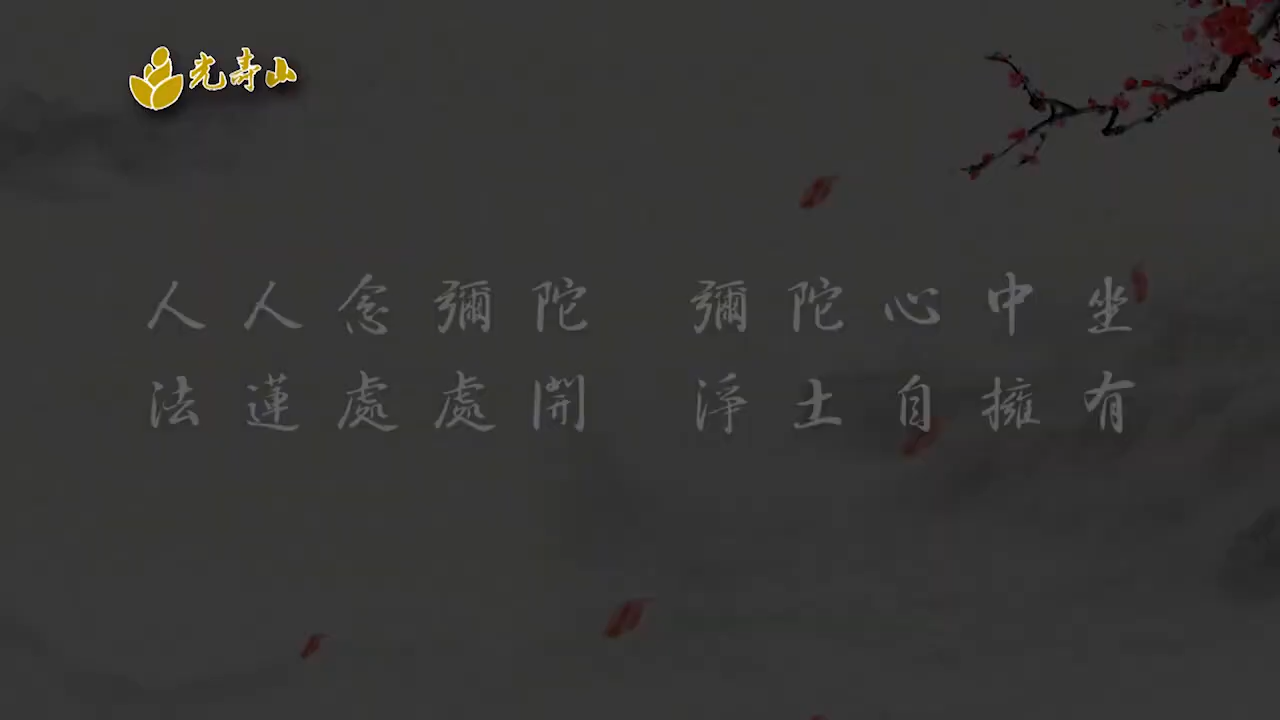 光壽山
人人念彌陀 彌陀心中坐
法蓮處處開 淨土自擁有